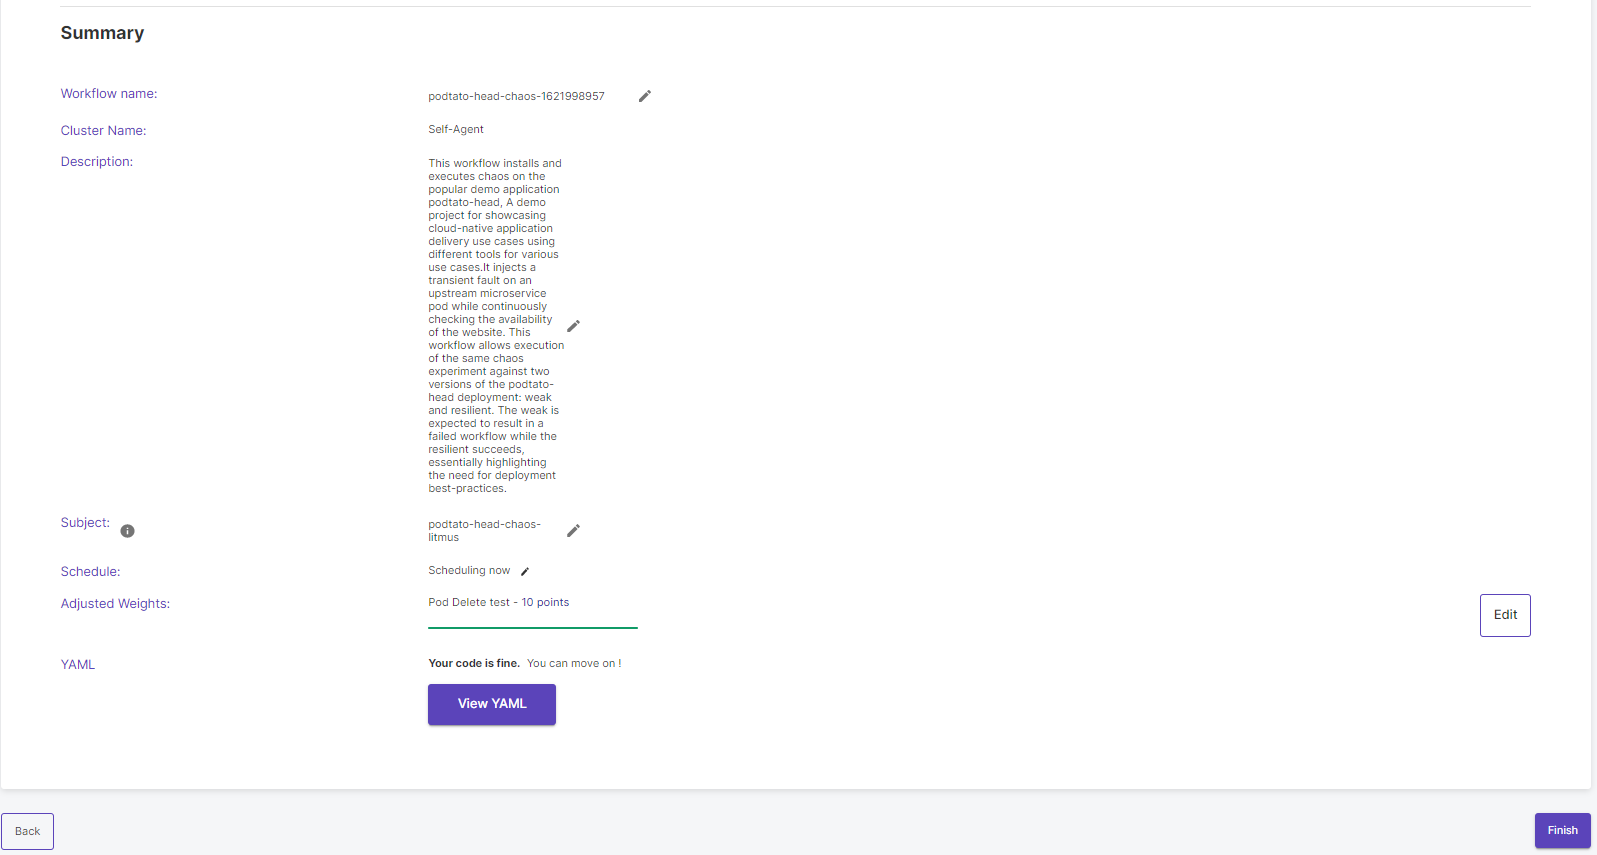 Summary
Workflow name:
podtato-head-chaos-1621998957
Cluster Name:
Self-Agent
Description:
This workflow installs and
executes chaos on the
popular demo application
podtato-head, A demo
project for showcasing
cloud-native application
delivery use cases using
different tools for various
use cases.It injects a
transient fault on an
upstream microservice
pod while continuously
checking the availability
of the website. This
workflow allows execution
of the same chaos
experiment against two
versions of the podtato-
head deployment: weak
and resilient. The weak is
expected to result in a
failed workflow while the
resilient succeeds,
essentially highlighting
the need for deployment
best-practices.
Subject:
podtato-head-chaos-
litmus
Schedule:
Scheduling now
Adjusted Weights:
Pod Delete test - 10 points
Edit
YAML
Your code is fine. You can move on !
View YAML
Back
Finish